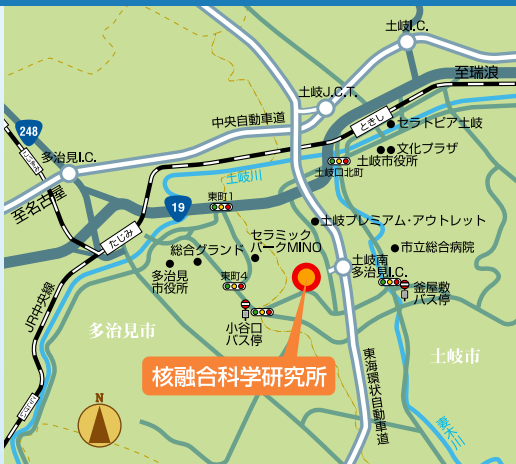 土岐I.C.
至瑞浪
土岐J.C.T.
中央自動車道
ときし
セラトピア土岐
248
文化プラザ
土岐市役所
多治見I.C.
土岐口北町
土岐川
至名古屋
19
東町1
土岐プレミアム・アウトレット
たじみ
セラミック
パークMINO
総合グランド
市立総合病院
土岐南
多治見I.C.
多治見
市役所
東町4
釜屋敷
バス停
JR中央線
小谷口
バス停
多治見市
土岐市
核融合科学研究所
東海環状自動車道
妻木川
N